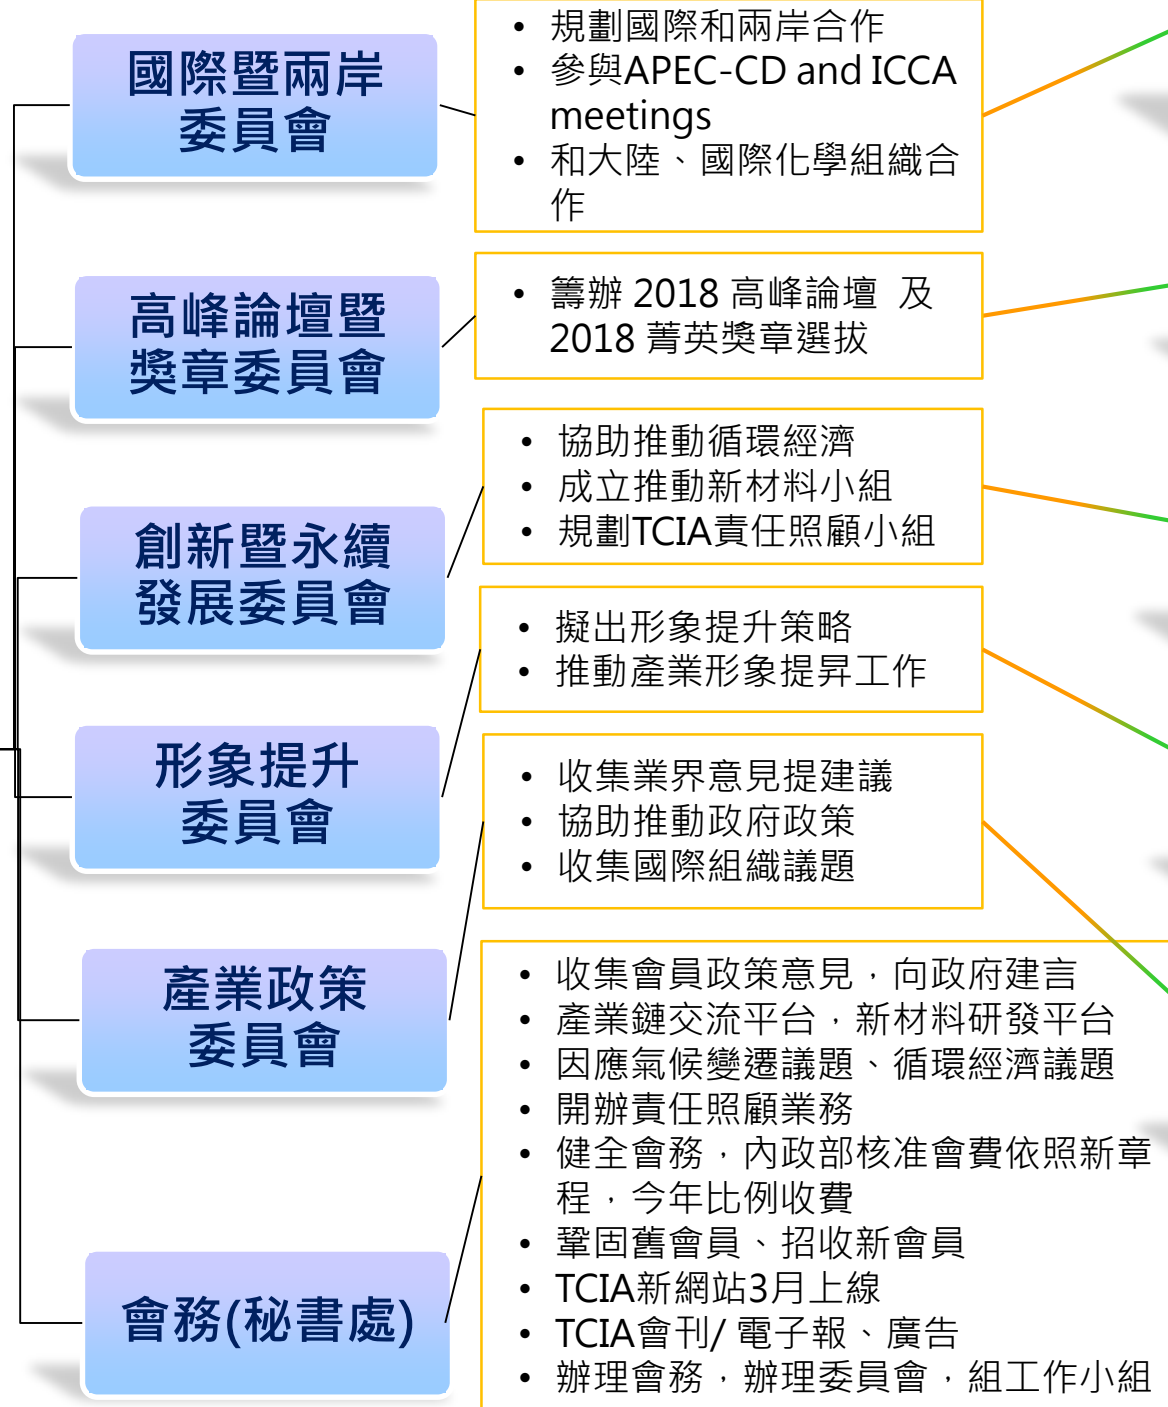 國際暨兩岸
委員會
• 規劃國際和兩岸合作
• 參與APEC-CD and ICCA
meetings
• 和大陸、國際化學組織合
作
高峰論壇暨
獎章委員會
• 籌辦 2018 高峰論壇 及
2018 菁英獎章選拔
創新暨永續
發展委員會
• 協助推動循環經濟
• 成立推動新材料小組
• 規劃TCIA責任照顧小組
形象提升
委員會
• 擬出形象提升策略
• 推動產業形象提昇工作
產業政策
委員會
• 收集業界意見提建議
• 協助推動政府政策
• 收集國際組織議題
會務(秘書處)
• 收集會員政策意見，向政府建言
• 產業鏈交流平台，新材料研發平台
• 因應氣候變遷議題、循環經濟議題
• 開辦責任照顧業務
• 健全會務，內政部核准會費依照新章
程，今年比例收費
• 鞏固舊會員、招收新會員
• TCIA新網站3月上線
• TCIA會刊/ 電子報、廣告
• 辦理會務，辦理委員會，組工作小組